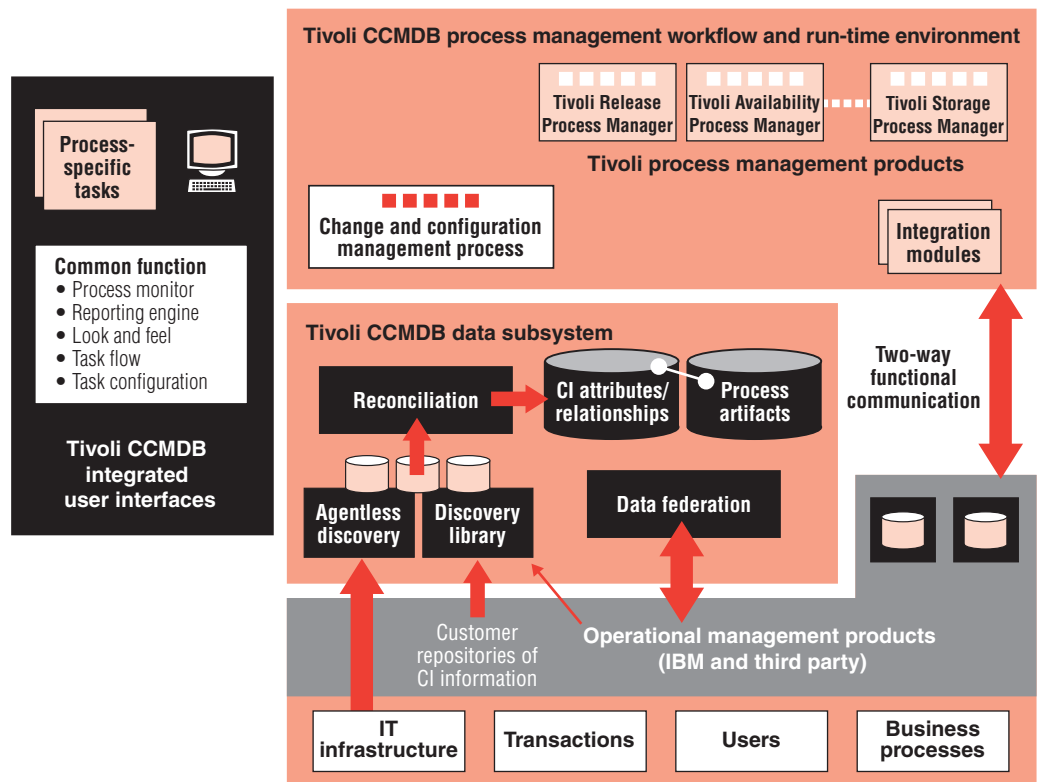 Tivoli CCMDB process management workflow and run-time environment
Tivoli Release
Process Manager
Tivoli Availability
Process Manager
Tivoli Storage
Process Manager
Tivoli process management products
Process-
specific
tasks
Change and configuration
management process
Integration
modules
Common function
• Process monitor
• Reporting engine
• Look and feel
• Task flow
• Task configuration
Tivoli CCMDB
integrated
user interfaces
Tivoli CCMDB data subsystem
Reconciliation
CI attributes/
relationships
Process
artifacts
Two-way
functional
communication
Agentless
discovery
Discovery
library
Data federation
Customer
repositories of
CI information
Operational management products
(IBM and third party)
IT
infrastructure
Transactions
Users
Business
processes